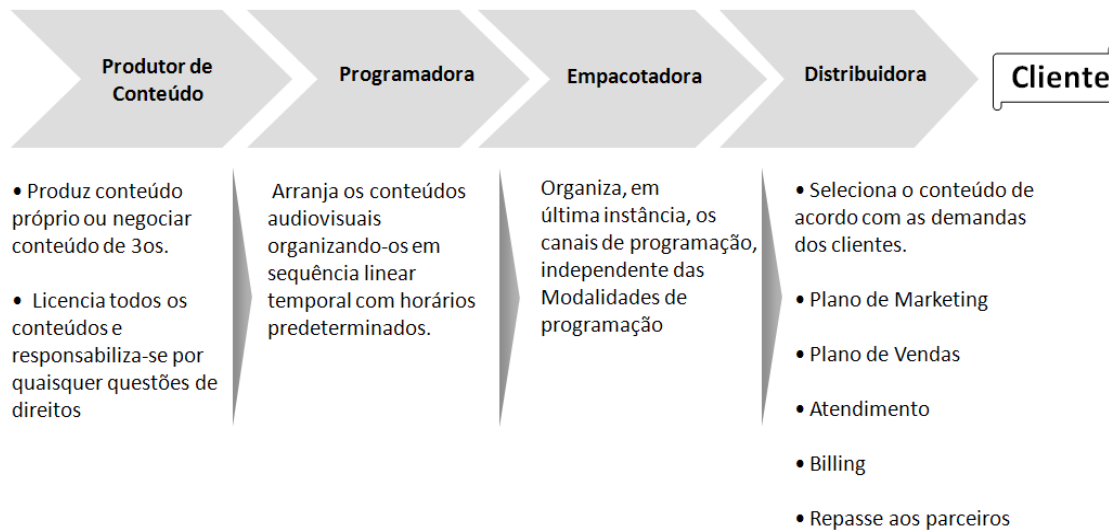 Produtor de
Conteúdo
Programadora
Empacotadora
Distribuidora
Cliente
• Produz conteúdo
próprio ou negociar
conteúdo de 3os.
• Licencia todos os
conteúdos e
responsabiliza-se por
quaisquer questões de
direitos
Arranja os conteúdos
audiovisuais
organizando-os em
sequência linear
temporal com horários
predeterminados.
Organiza, em
última instância, os
canais de programação,
independente das
Modalidades de
programação
• Seleciona o conteúdo de
acordo com as demandas
dos clientes.
• Plano de Marketing
• Plano de Vendas
• Atendimento
• Billing
• Repasse aos parceiros